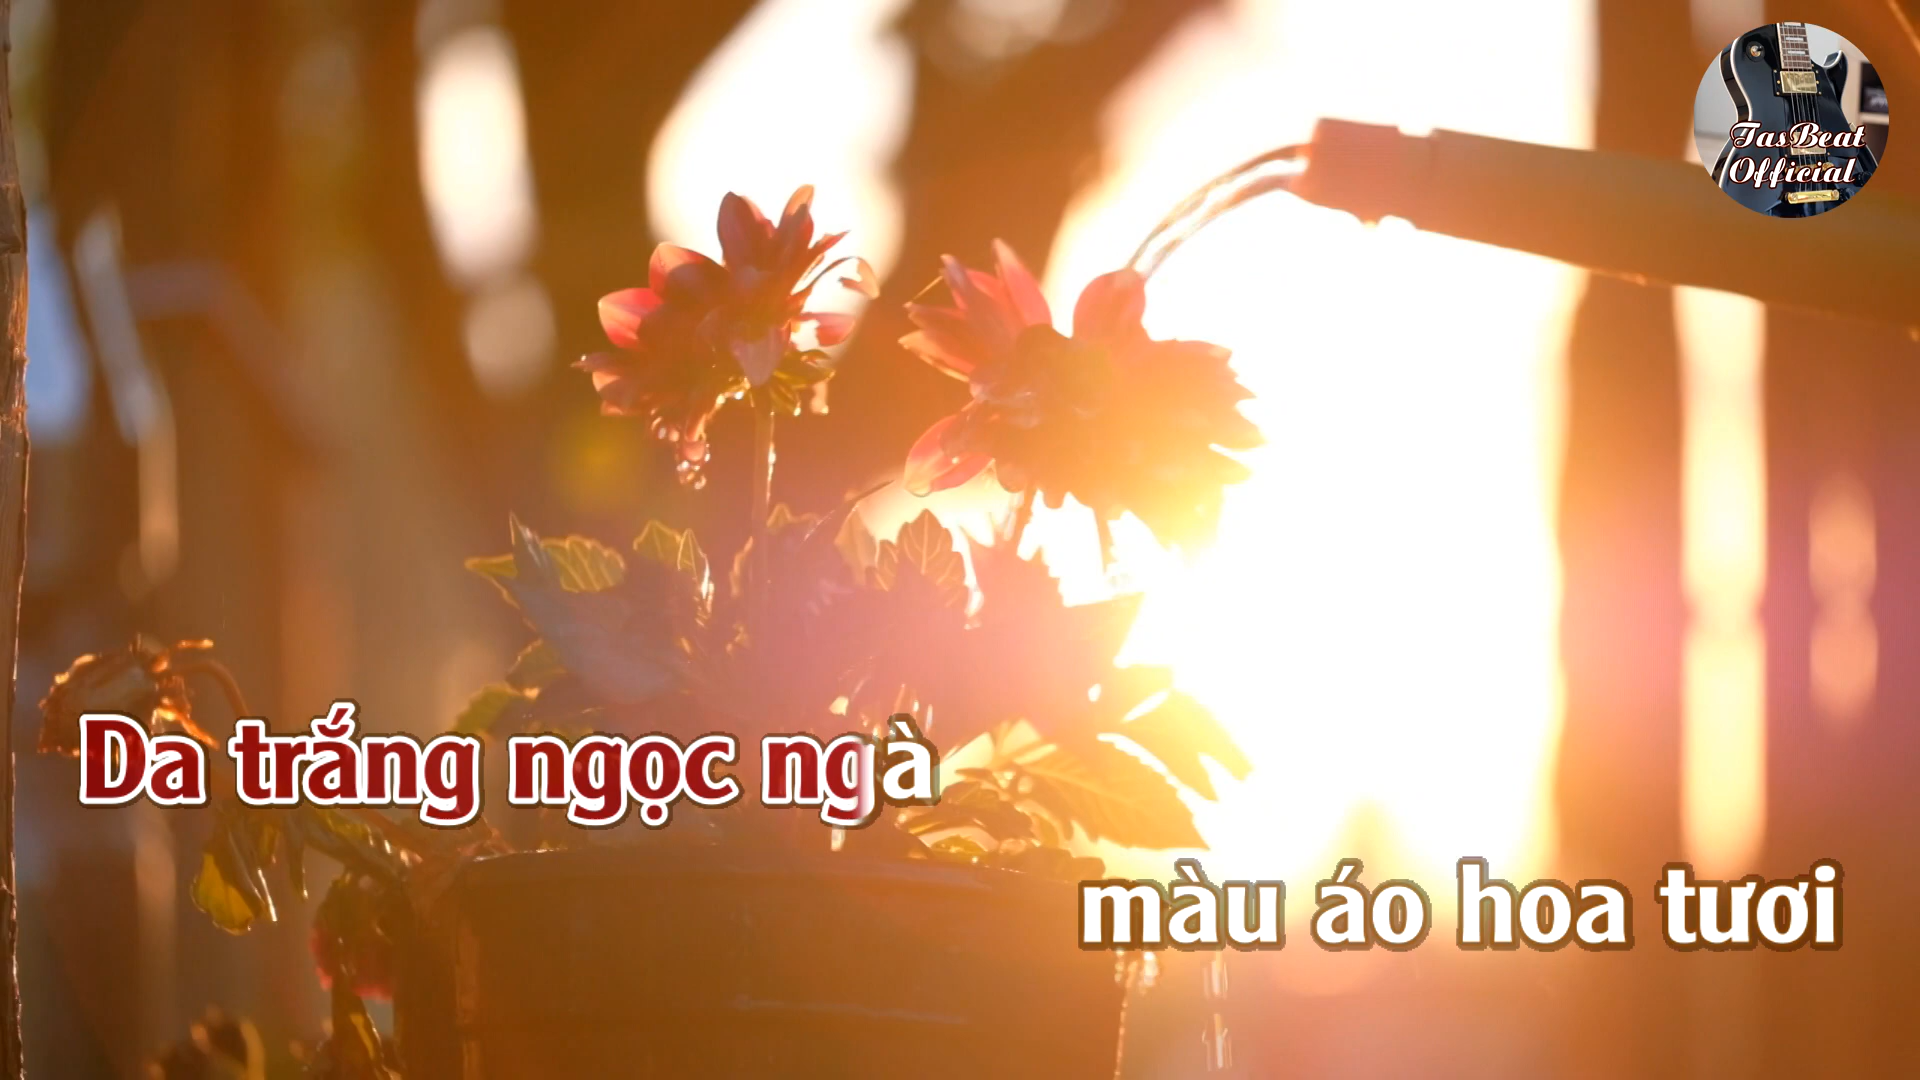 TasBeat
Official
Da trắng ngọc ngà
màu áo hoa tươi